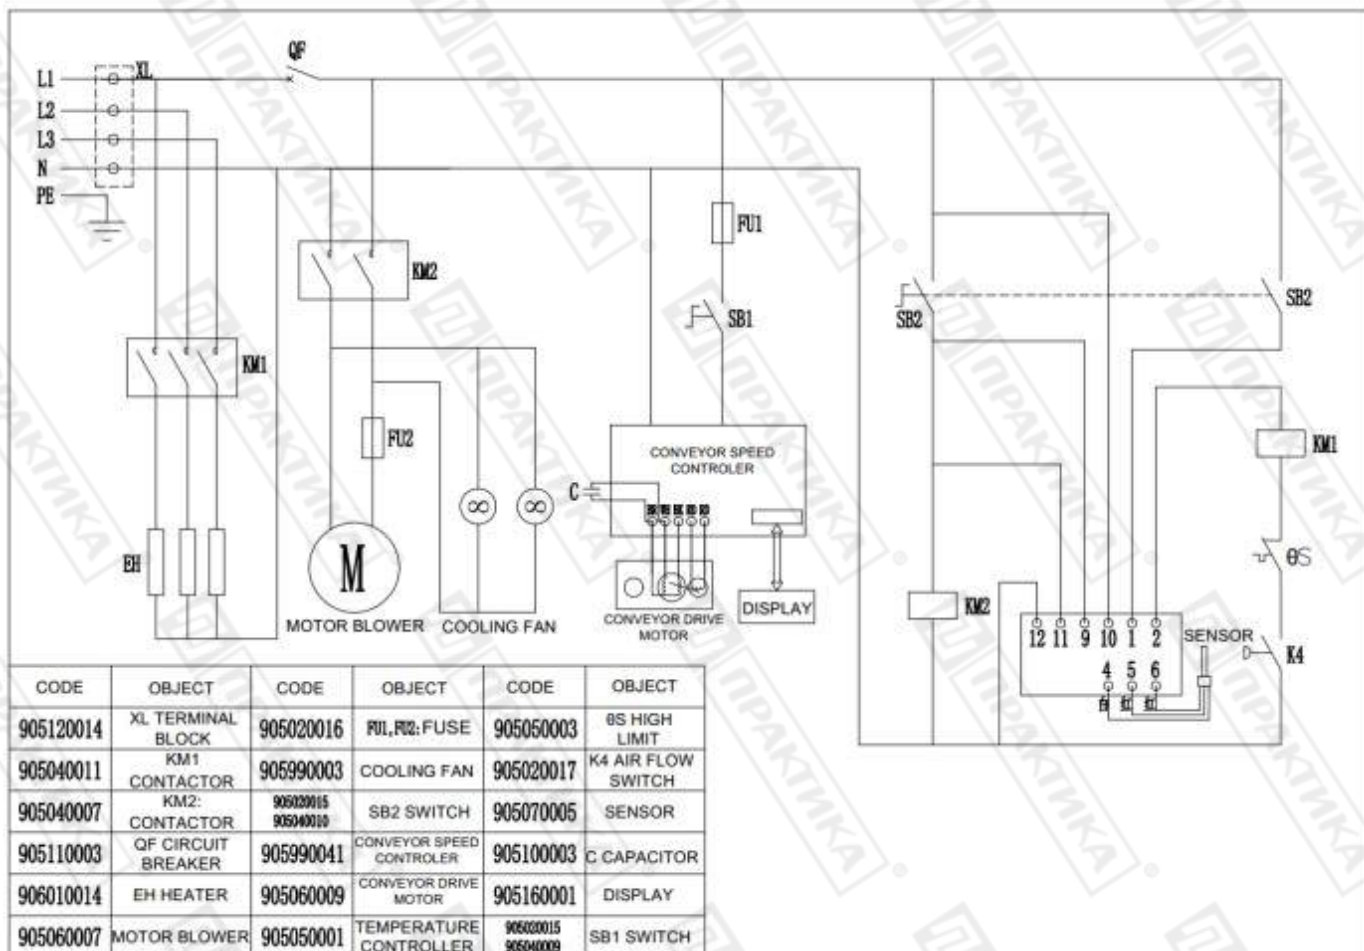 QF
L1
XL
L2
L3
N
PE
FU1
KM2
SB2
SB2
SB1
KM1
FU2
CONVEYOR SPEED
CONTROLER
KM1
C
EH
M
θS
KM2
DISPLAY
MOTOR BLOWER
COOLING FAN
CONVEYOR DRIVE
MOTOR
12 11 9 10 1 2
SENSOR
K4
4 5 6
CODE OBJECT CODE OBJECT CODE OBJECT
905120014 XL TERMINAL BLOCK 905020016 FU1,FU2:FUSE 905050003 θS HIGH LIMIT
905040011 KM1 CONTACTOR 905990003 COOLING FAN 905020017 K4 AIR FLOW SWITCH
905040007 KM2: CONTACTOR 905020015 905040010 SB2 SWITCH 905070005 SENSOR
905110003 QF CIRCUIT BREAKER 905990041 CONVEYOR SPEED CONTROLER 905100003 C CAPACITOR
906010014 EH HEATER 905060009 CONVEYOR DRIVE MOTOR 905160001 DISPLAY
905060007 MOTOR BLOWER 905050001 TEMPERATURE CONTROLLER 905020015 905040009 SB1 SWITCH
ПРАКТИКА